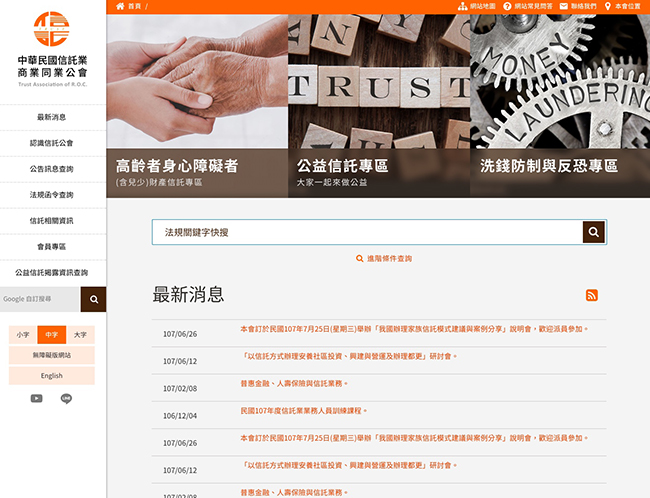 首頁 /
網站地圖
網站常見問答
聯絡我們
本會位置
中華民國信託業
商業同業公會
Trust Association of R.O.C.
最新消息
認識信託公會
公告訊息查詢
法規函令查詢
信託相關資訊
會員專區
公益信託揭露資訊查詢
Google 自訂搜尋
小字 中字 大字
無障礙版網站
English
高齡者身心障礙者
(含兒少)財產信託專區
TRUST
公益信託專區
大家一起來做公益
MONEY
LAUNDERING
洗錢防制與反恐專區
法規關鍵字快搜
進階條件查詢
最新消息
107/06/26 本會訂於民國107年7月25日(星期三)舉辦「我國辦理家族信託模式建議與案例分享」說明會，歡迎派員參加。
107/06/12 「以信託方式辦理安養社區投資、興建與營運及辦理都更」研討會。
107/02/08 普惠金融、人壽保險與信託業務。
106/12/04 民國107年度信託業業務人員訓練課程。
107/06/26 本會訂於民國107年7月25日(星期三)舉辦「我國辦理家族信託模式建議與案例分享」說明會，歡迎派員參加。
107/06/12 「以信託方式辦理安養社區投資、興建與營運及辦理都更」研討會。
107/02/08 普惠金融、人壽保險與信託業務。